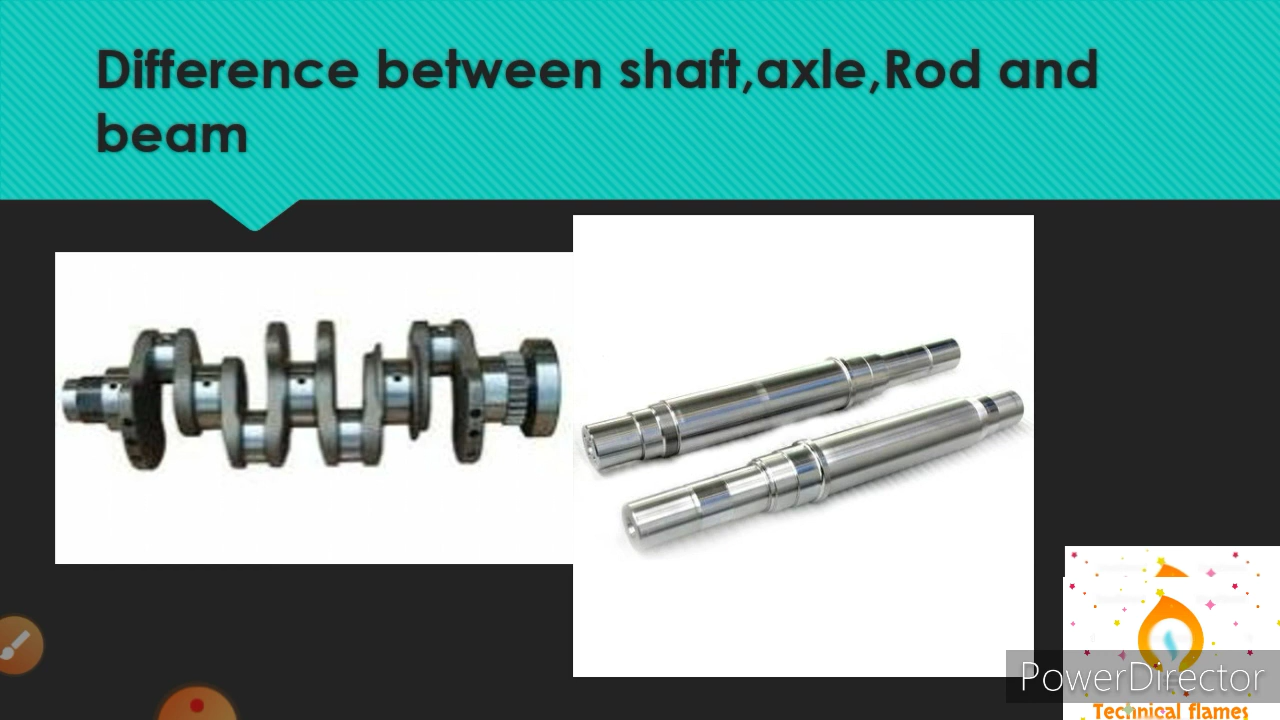 Difference between shaft,axle,Rod and
beam
PowerDirector
Technical flames